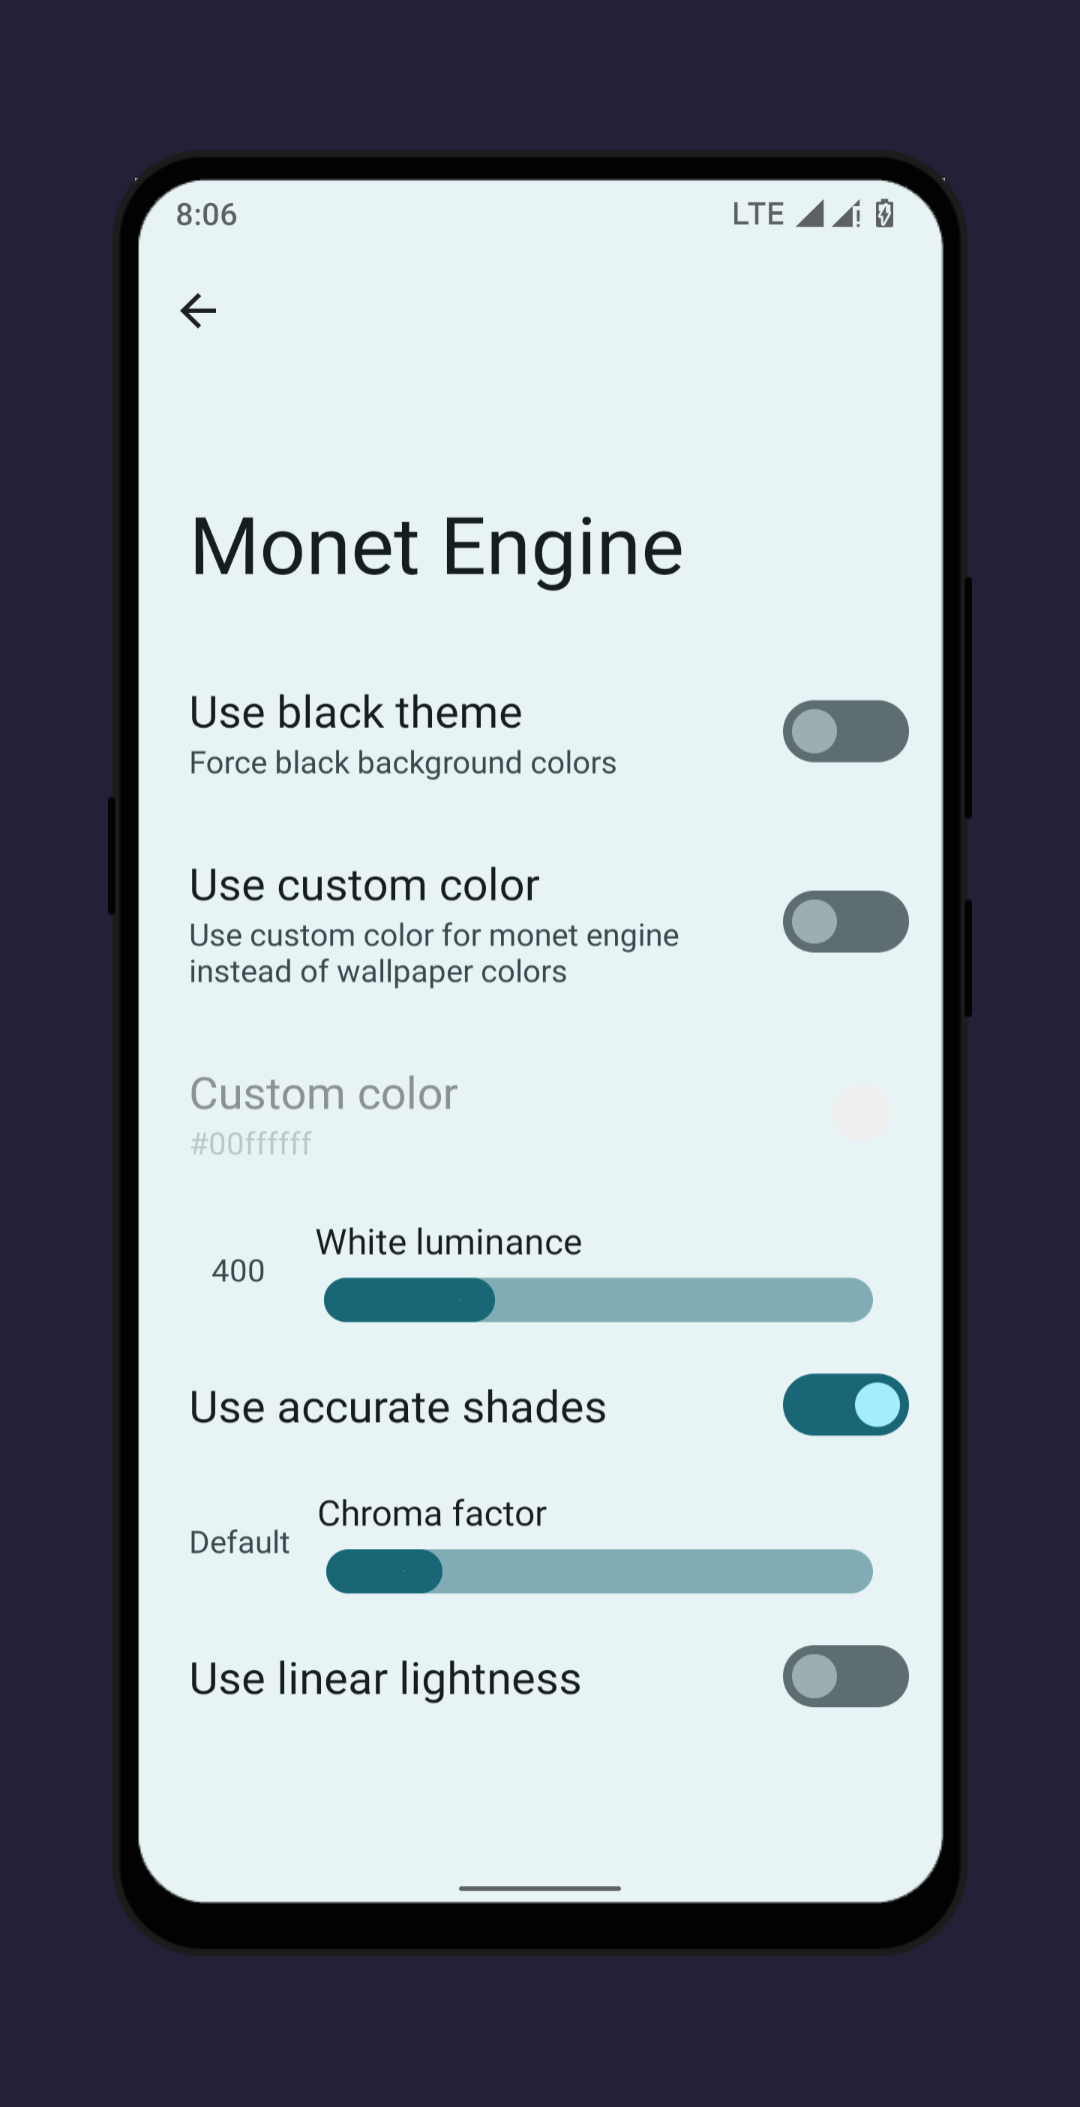 8:06 LTE
Monet Engine
Use black theme
Force black background colors
Use custom color
Use custom color for monet engine
instead of wallpaper colors
Custom color
#00ffffff
White luminance
400
Use accurate shades
Chroma factor
Default
Use linear lightness